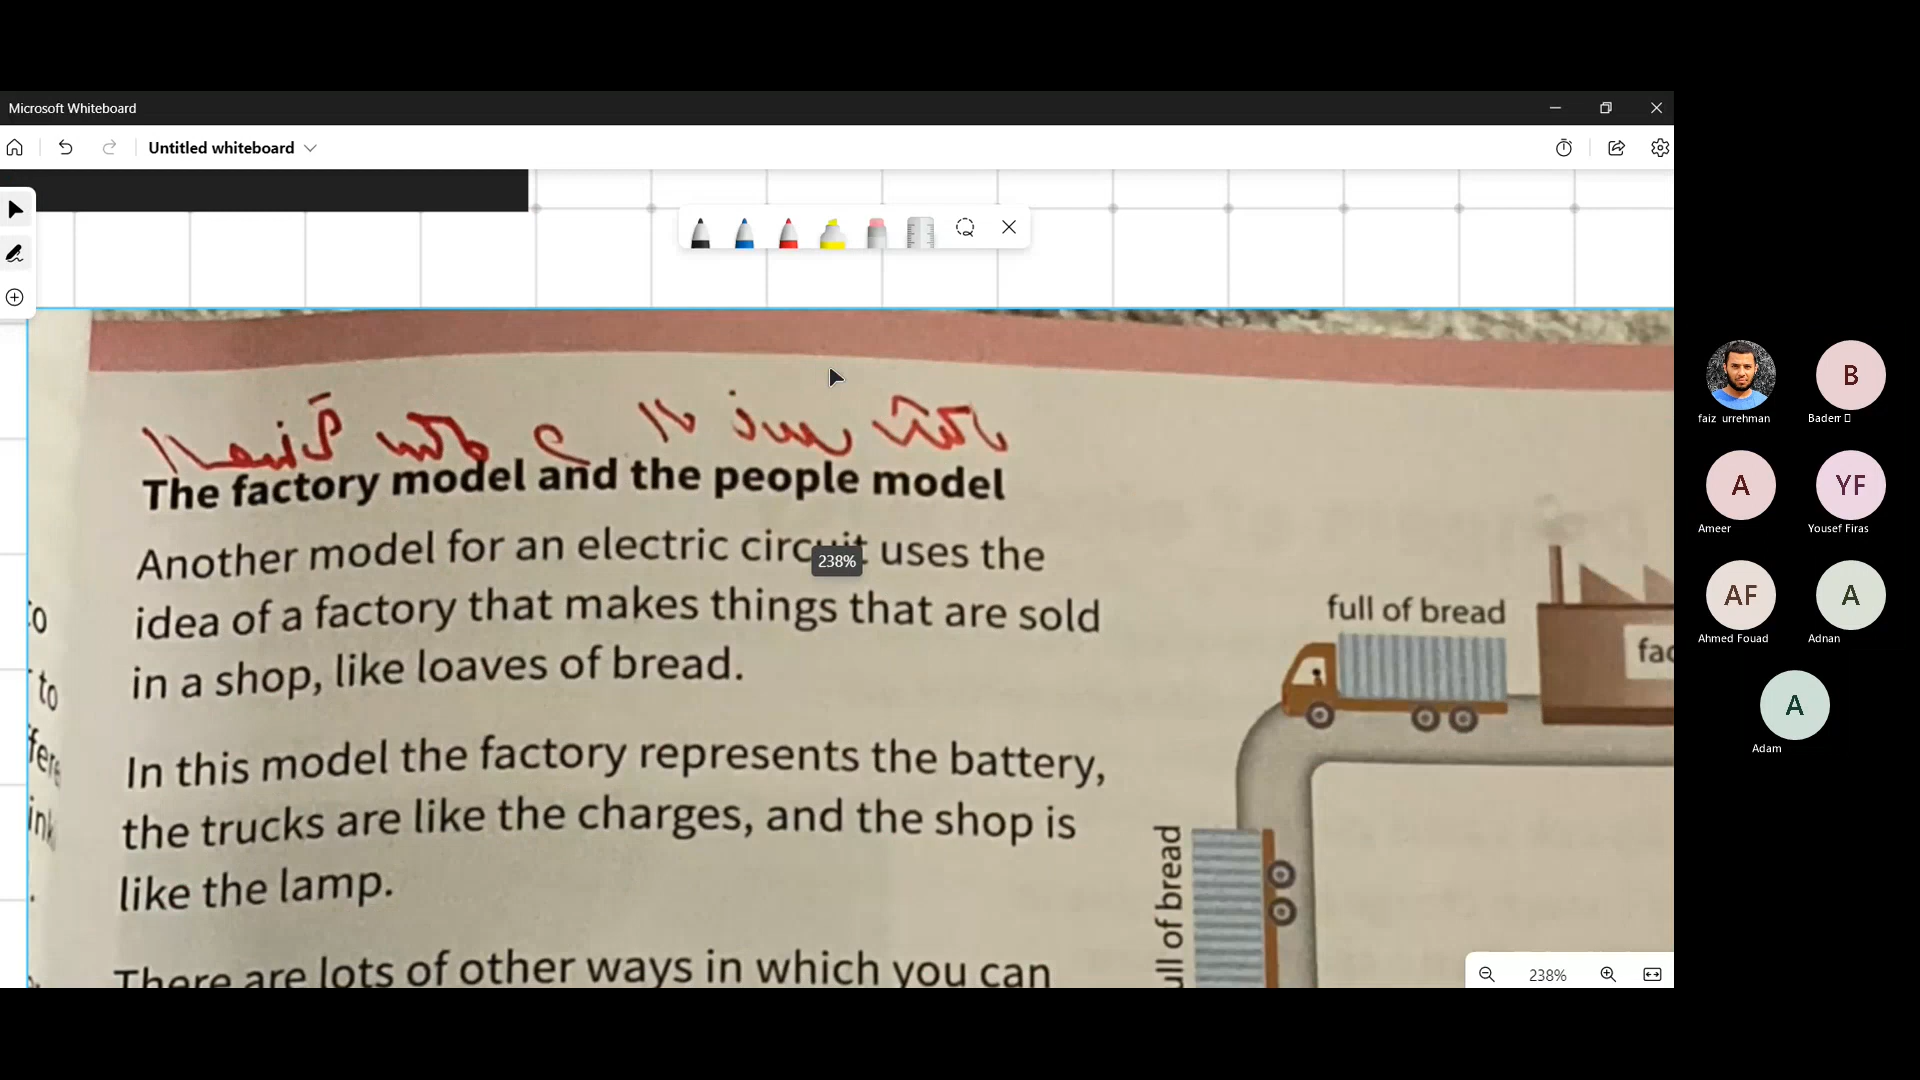 Microsoft Whiteboard
Untitled whiteboard
The factory model and the people model
Another model for an electric circuit uses the
idea of a factory that makes things that are sold
in a shop, like loaves of bread.
In this model the factory represents the battery,
the trucks are like the charges, and the shop is
like the lamp.
There are lots of other ways in which you can
238%
full of bread
fac
ull of bread
to
238%
faiz urrehman
B
Baderr
A
Ameer
YF
Yousef Firas
AF
Ahmed Fouad
A
Adnan
A
Adam